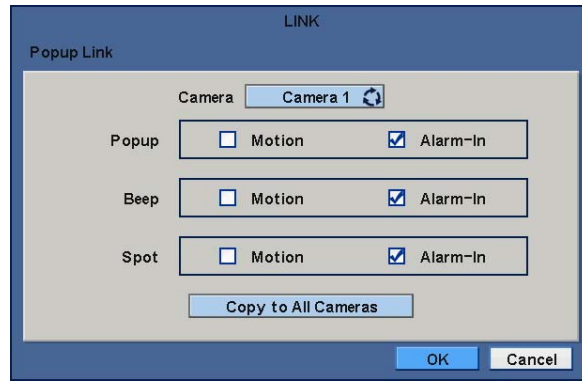 LINK
Popup Link
Camera Camera 1
Popup Motion Alarm-In
Beep Motion Alarm-In
Spot Motion Alarm-In
Copy to All Cameras
OK Cancel